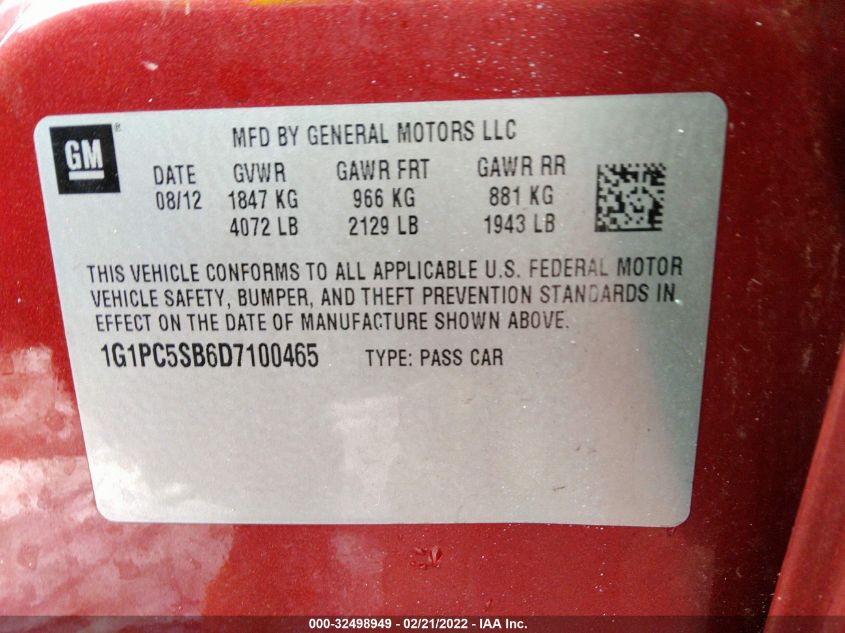 GM®
MFD BY GENERAL MOTORS LLC
DATE GVWR GAWR FRT GAWR RR
08/12 1847 KG 966 KG 881 KG
4072 LB 2129 LB 1943 LB
THIS VEHICLE CONFORMS TO ALL APPLICABLE U.S. FEDERAL MOTOR
VEHICLE SAFETY, BUMPER, AND THEFT PREVENTION STANDARDS IN
EFFECT ON THE DATE OF MANUFACTURE SHOWN ABOVE.
1G1PC5SB6D7100465 TYPE: PASS CAR
000-32498949 - 02/21/2022 - IAA Inc.